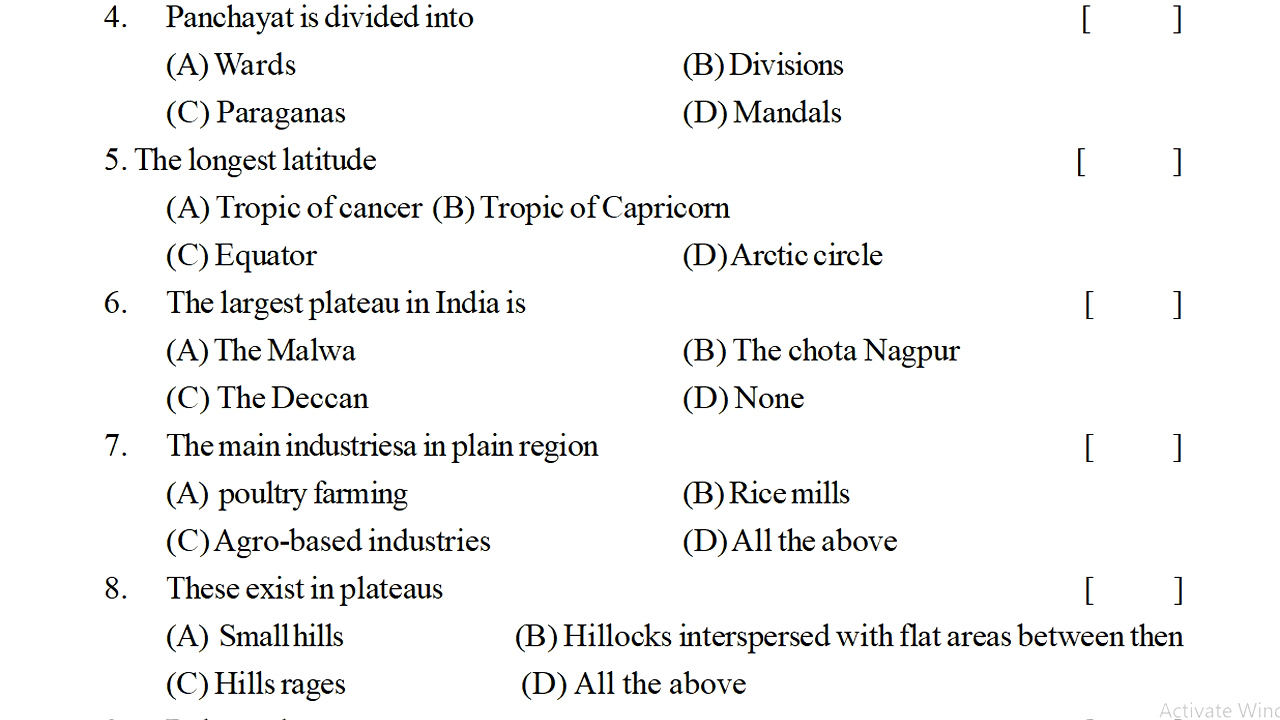 4. Panchayat is divided into [ ]
(A) Wards (B) Divisions
(C) Paraganas (D) Mandals
5. The longest latitude [ ]
(A) Tropic of cancer (B) Tropic of Capricorn
(C) Equator (D) Arctic circle
6. The largest plateau in India is [ ]
(A) The Malwa (B) The chota Nagpur
(C) The Deccan (D) None
7. The main industriesa in plain region [ ]
(A) poultry farming (B) Rice mills
(C) Agro-based industries (D) All the above
8. These exist in plateaus [ ]
(A) Small hills (B) Hillocks interspersed with flat areas between then
(C) Hills rages (D) All the above
Activate Wind